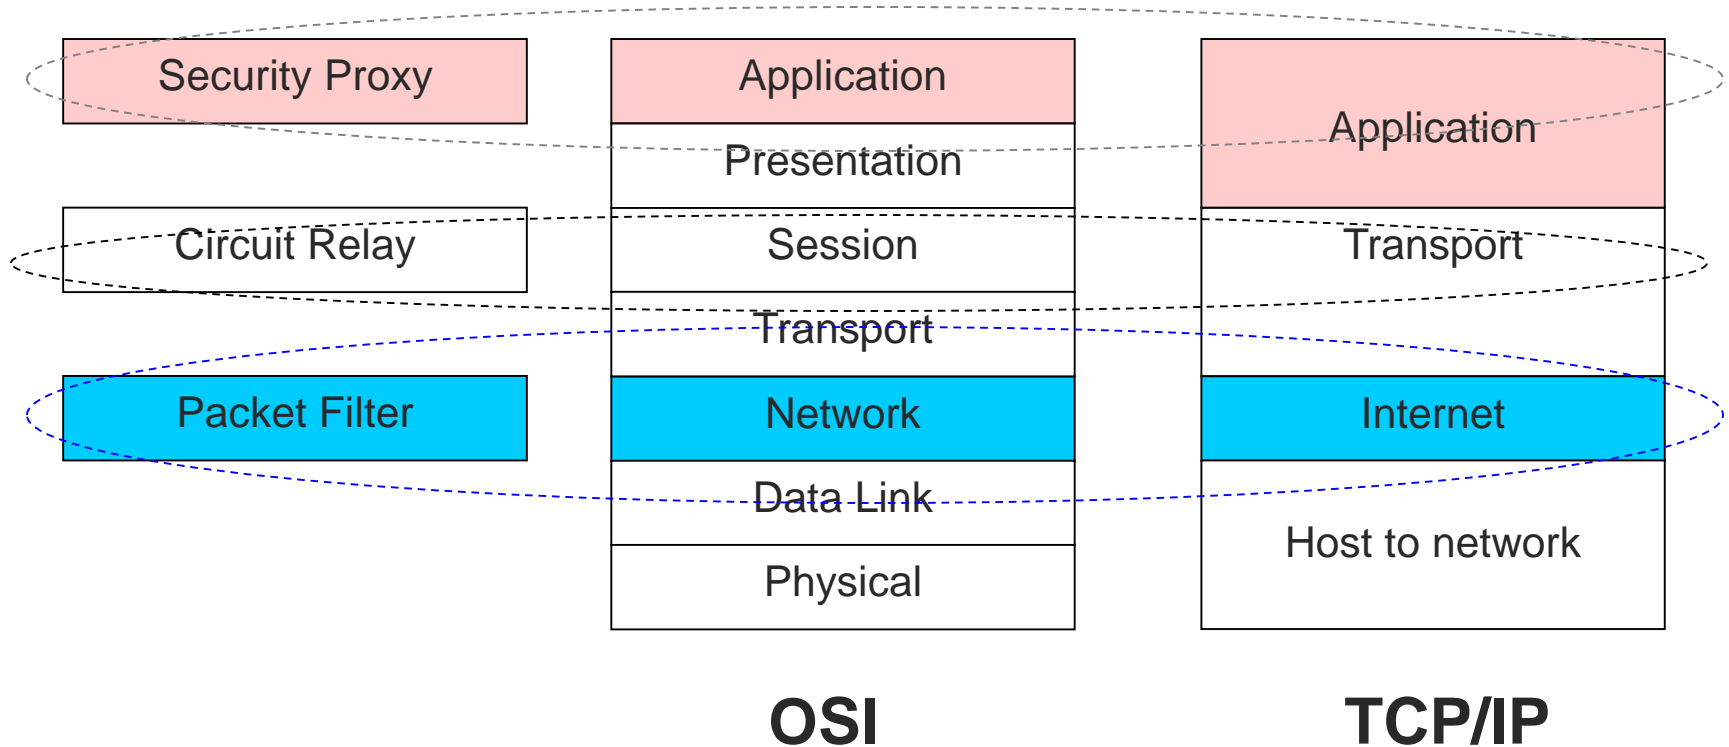 Security Proxy
Circuit Relay
Packet Filter
Application
Presentation
Session
Transport
Network
Data Link
Physical
OSI
Application
Transport
Internet
Host to network
TCP/IP